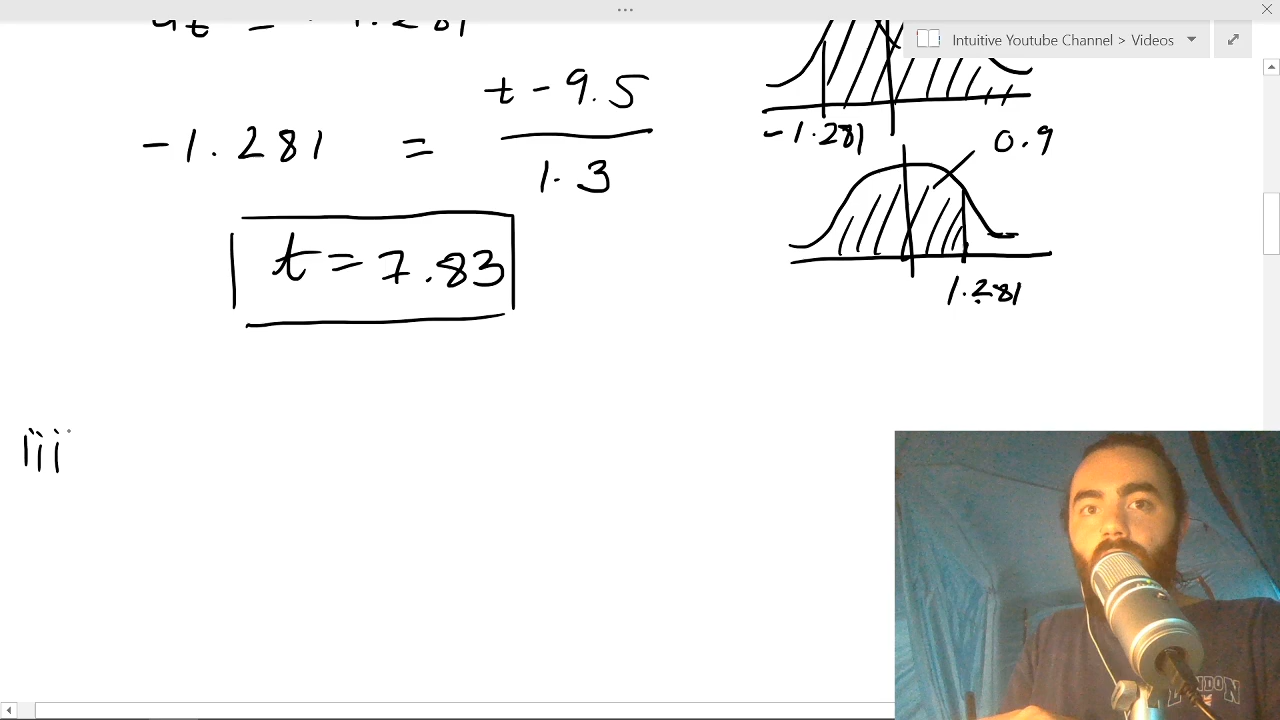 Intuitive Youtube Channel > Videos
t - 9.5
-1.281 = 
1.3
t = 7.83
-1.281
0.9
1.281
iii